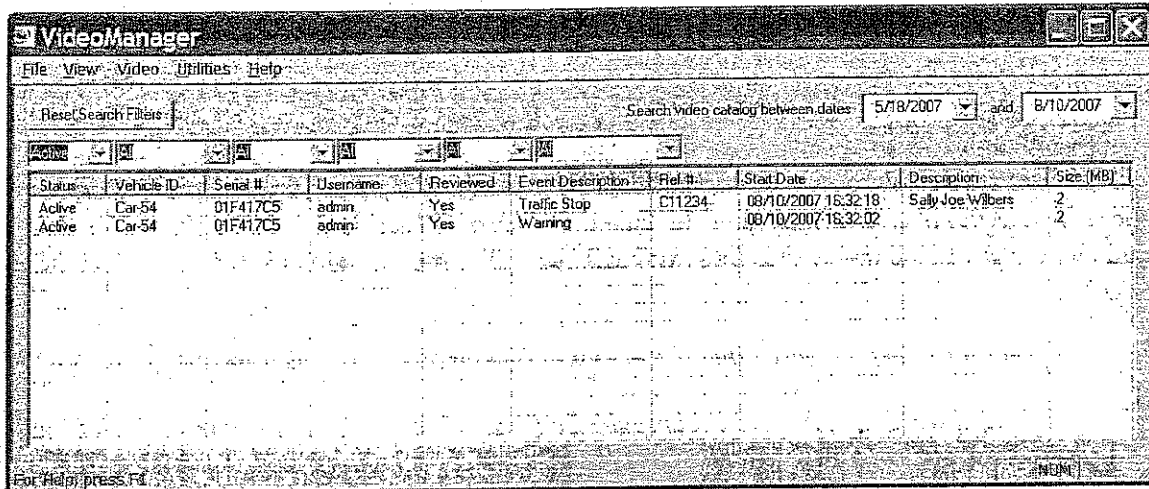 VideoManager
File View Video Utilities Help
Reset Search Filters Search video catalog between dates 5/18/2007 and 8/10/2007
Active All All All All All
Status Vehicle ID Serial # Username Reviewed Event Description Ref # Start Date Description Size (MB)
Active Car-54 01F417C5 admin Yes Traffic Stop C11234 08/10/2007 16:32:18 Sally Joe Wilbers 2
Active Car-54 01F417C5 admin Yes Warning 08/10/2007 16:32:02 2
For Help, press F1 NUM